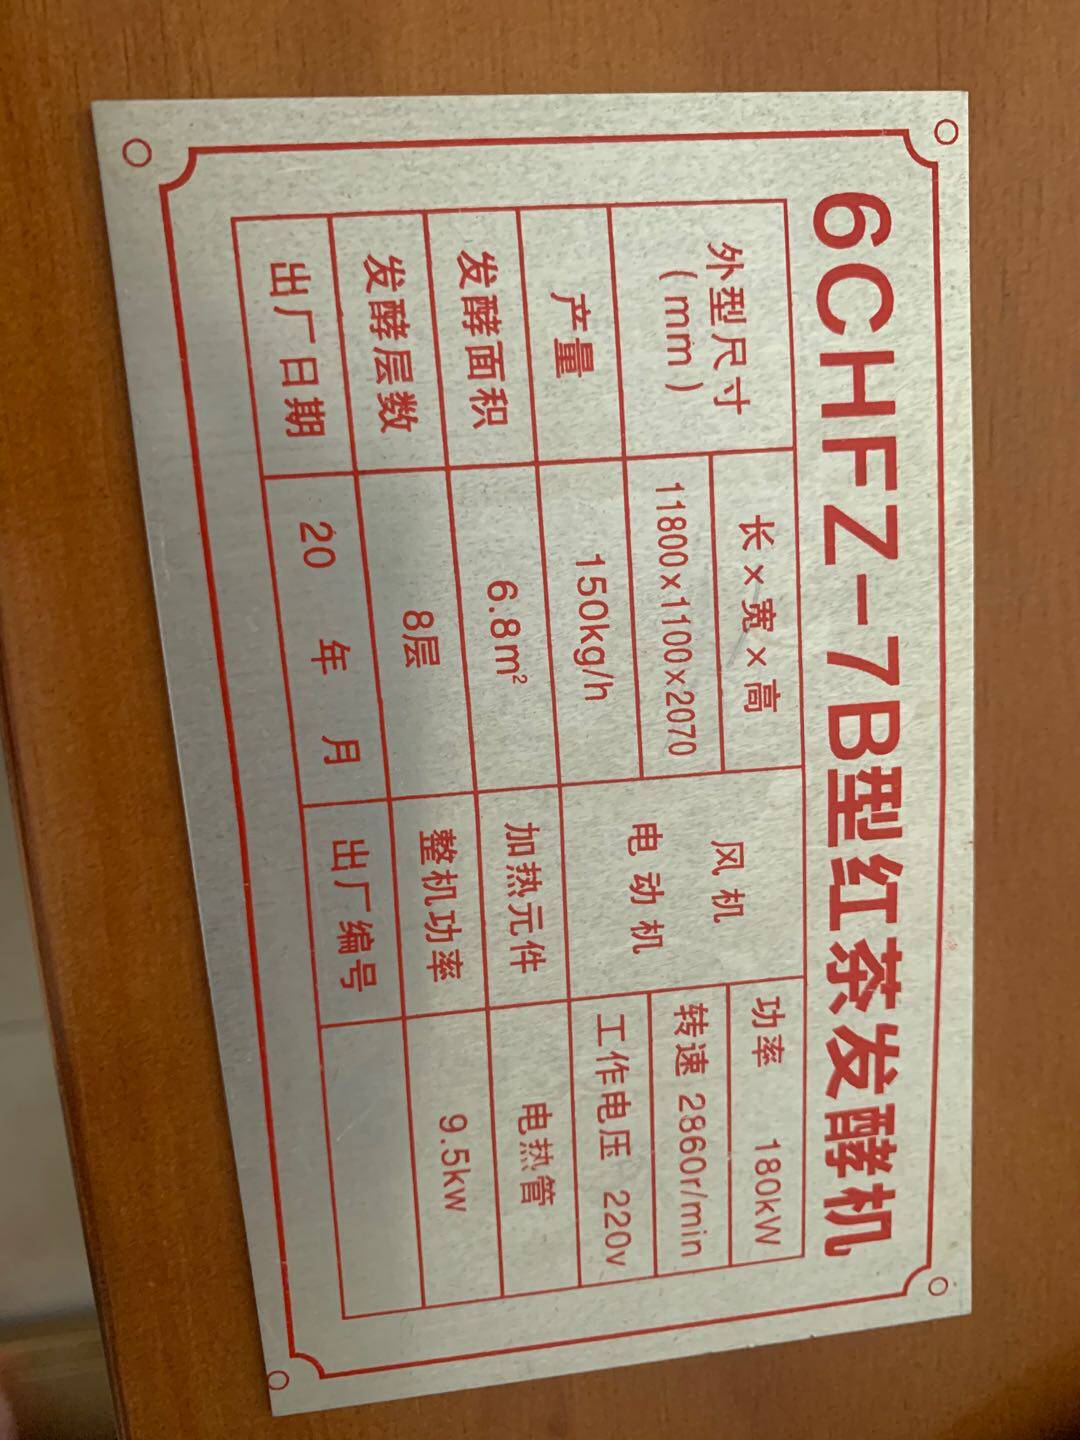 6CHFZ-7B型红茶发酵机
外型尺寸
(mm)
长×宽×高
11800x1100x2070
风机
电动机
功率 180kW
转速 2860r/min
工作电压 220v
产量
150kg/h
发酵面积
6.8m²
加热元件
电热管
发酵层数
8层
整机功率
9.5kw
出厂日期
20 年 月
出厂编号